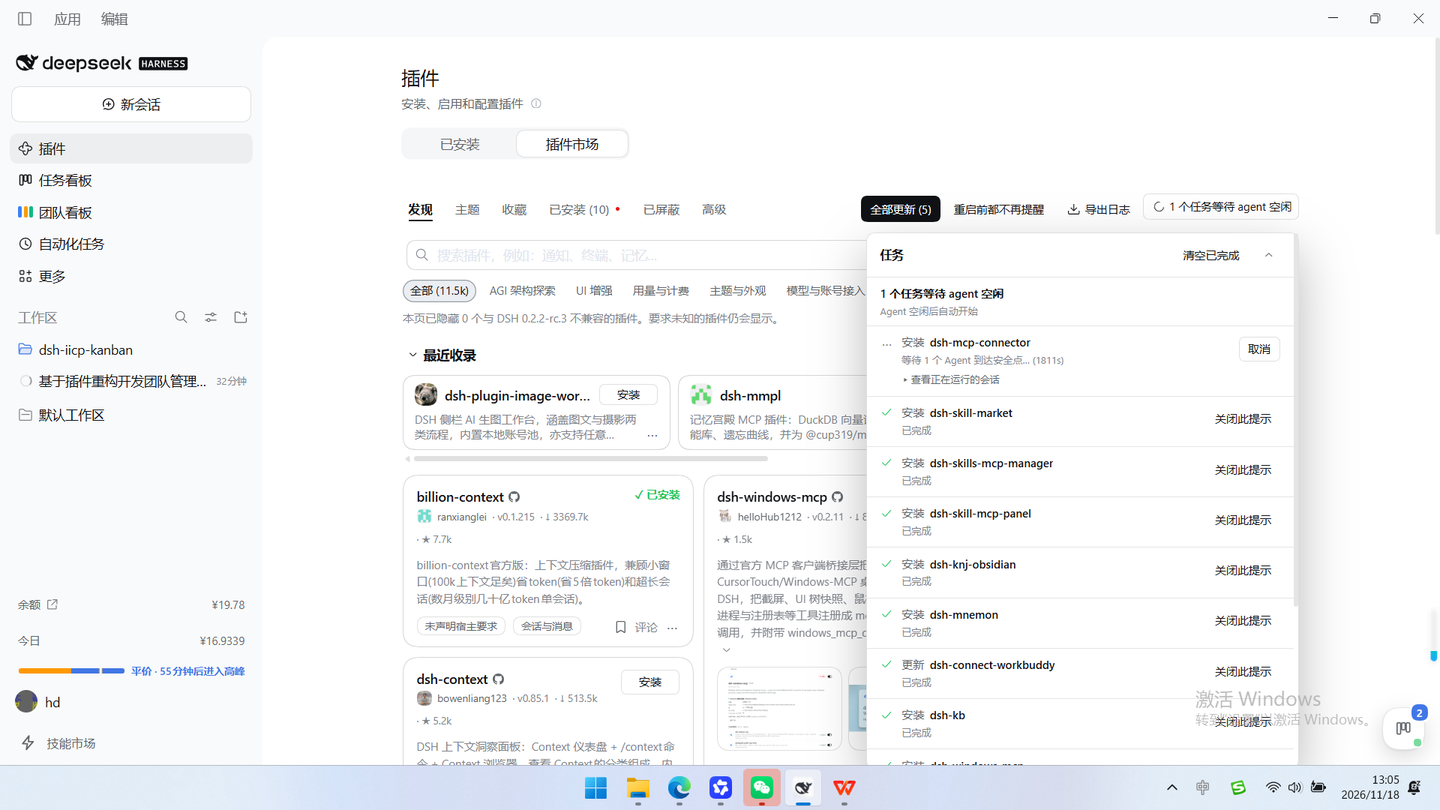 应用 编辑
deepseek HARNESS
新会话
插件
任务看板
团队看板
自动化任务
更多
工作区
dsh-iicp-kanban
基于插件重构开发团队管理... 32分钟
默认工作区
余额 ¥19.78
今日 ¥16.9339
平价 · 55分钟后进入高峰
hd
技能市场
插件
安装、启用和配置插件
已安装 插件市场
发现 主题 收藏 已安装 (10) 已屏蔽 高级
全部更新 (5) 重启前都不再提醒 导出日志 1 个任务等待 agent 空闲
搜索插件，例如：通知、终端、记忆...
全部 (11.5k) AGI 架构探索 UI 增强 用量与计费 主题与外观 模型与账号接入
本页已隐藏 0 个与 DSH 0.2.2-rc.3 不兼容的插件。要求未知的插件仍会显示。
最近收录
dsh-plugin-image-wor... 安装
DSH 侧栏 AI 生图工作台，涵盖图文与摄影两
类流程，内置本地账号池，亦支持任意...
dsh-mmpl
记忆宫殿 MCP 插件：DuckDB 向量
能库、遗忘曲线，并为 @cup319/m
billion-context ✓ 已安装
ranxianglei · v0.1.215 · ↓ 3369.7k
· ★ 7.7k
billion-context官方版：上下文压缩插件，兼顾小窗
口(100k上下文足矣)省token(省5倍token)和超长会
话(数月级别几十亿token单会话)。
未声明宿主要求 会话与消息 评论 ...
dsh-windows-mcp
helloHub1212 · v0.2.11 · ↓ 8
· ★ 1.5k
通过官方 MCP 客户端桥接层把
CursorTouch/Windows-MCP 桌
DSH，把截屏、UI 树快照、鼠
进程与注册表等工具注册成 m
调用，并附带 windows_mcp_c
dsh-context 安装
bowenliang123 · v0.85.1 · ↓ 513.5k
· ★ 5.2k
DSH 上下文洞察面板：Context 仪表盘 + /context命
令 + Context 浏览器，查看 Context的分类组成、内
任务 清空已完成
1 个任务等待 agent 空闲
Agent 空闲后自动开始
... 安装 dsh-mcp-connector 取消
等待 1 个 Agent 到达安全点... (1811s)
查看正在运行的会话
安装 dsh-skill-market 关闭此提示
已完成
安装 dsh-skills-mcp-manager 关闭此提示
已完成
安装 dsh-skill-mcp-panel 关闭此提示
已完成
安装 dsh-knj-obsidian 关闭此提示
已完成
安装 dsh-mnemon 关闭此提示
已完成
更新 dsh-connect-workbuddy 关闭此提示
已完成
安装 dsh-kb 关闭此提示
已完成
安装 dsh-windows-mcp
激活 Windows
2
中
13:05
2026/11/18